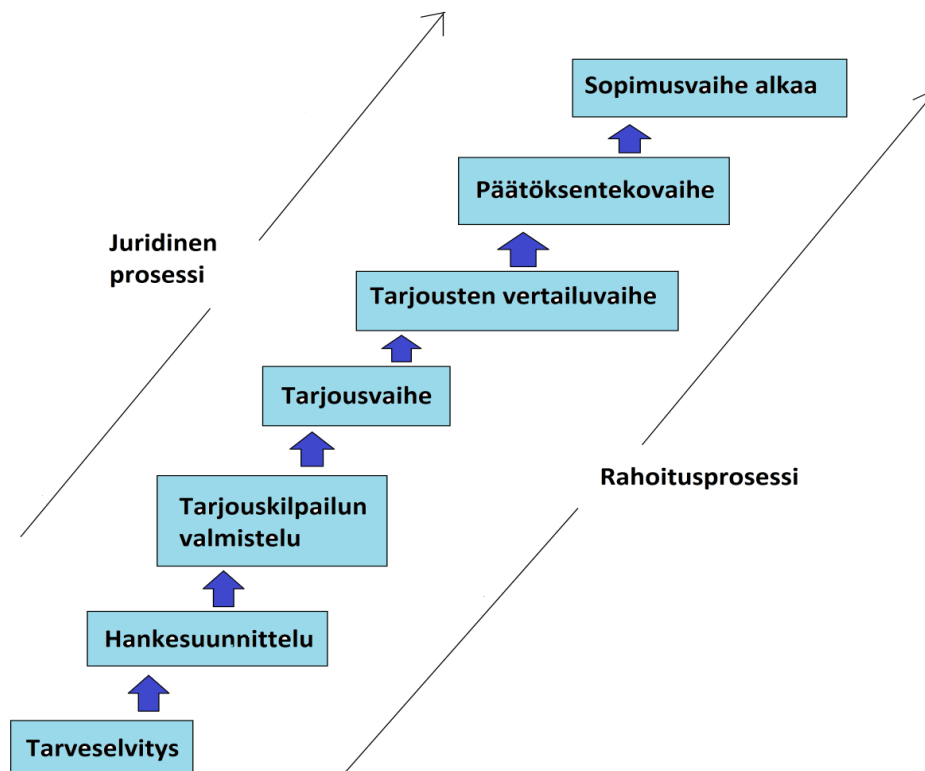 Sopimusvaihe alkaa
Päätöksentekovaihe
Juridinen
prosessi
Tarjousten vertailuvaihe
Tarjousvaihe
Rahoitusprosessi
Tarjouskilpailun
valmistelu
Hankesuunnittelu
Tarveselvitys